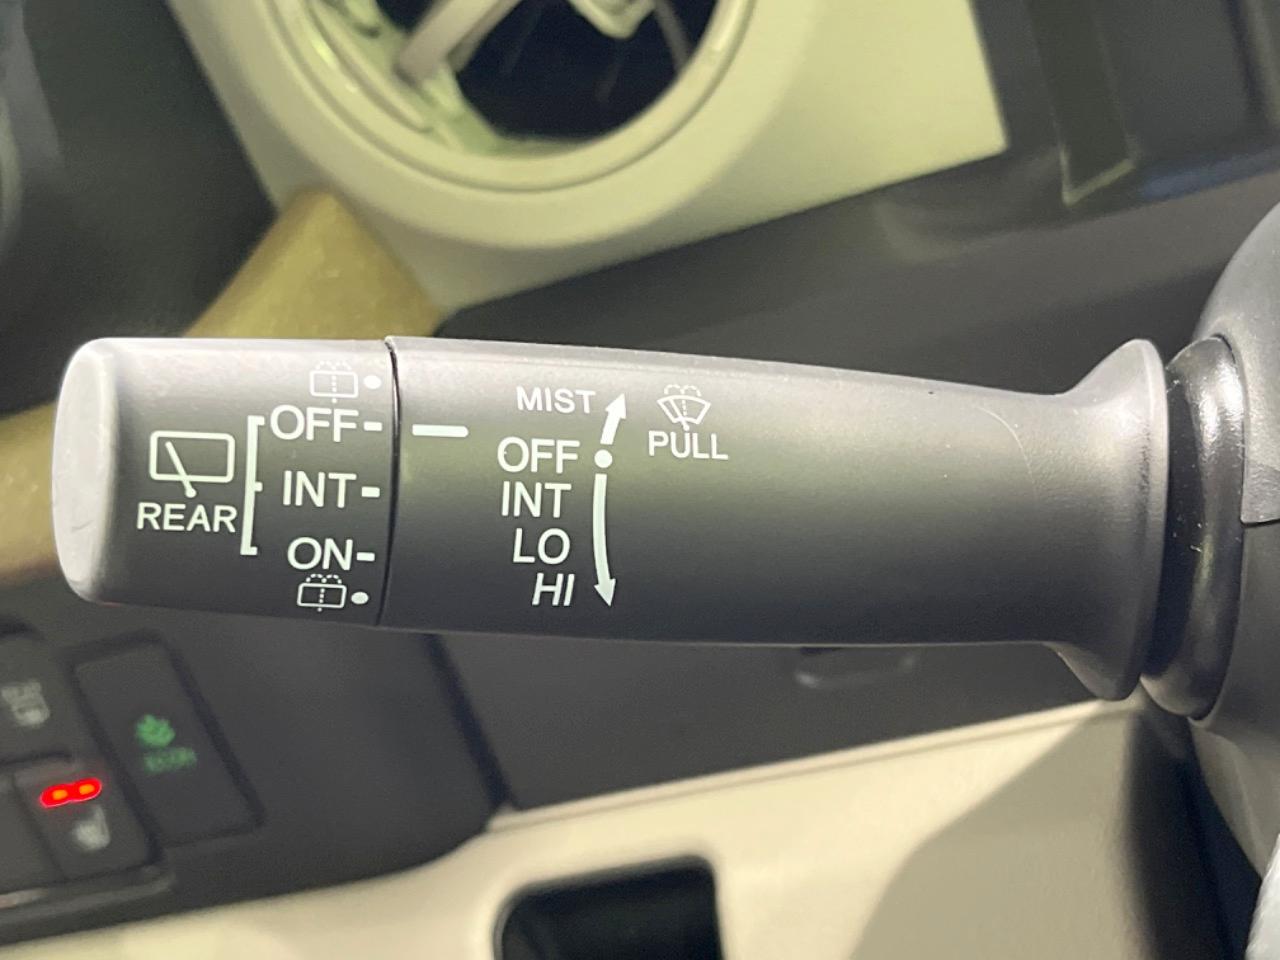 REAR
OFF
INT
ON
MIST
OFF
INT
LO
HI
PULL